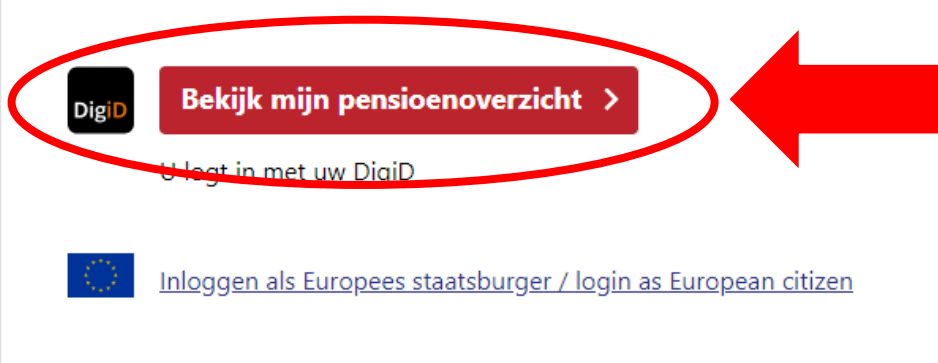 DigiD
Bekijk mijn pensioenoverzicht >
U logt in met uw DigiD
Inloggen als Europees staatsburger / login as European citizen